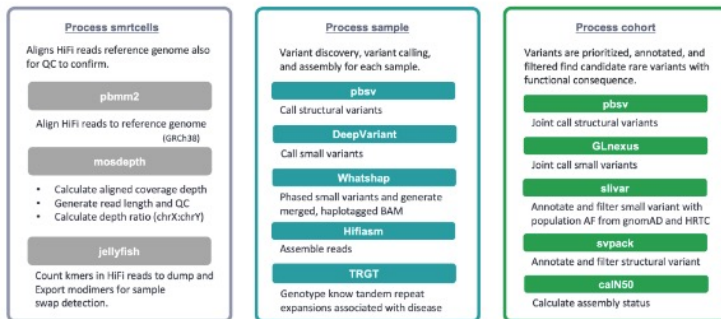 Process smrtcells
Aligns HiFi reads reference genome also
for QC to confirm.
pbmm2
Align HiFi reads to reference genome
(GRCh38)
mosdepth
• Calculate aligned coverage depth
• Generate read length and QC
• Calculate depth ratio (chrX:chrY)
jellyfish
Count kmers in HiFi reads to dump and
Export modimers for sample
swap detection.
Process sample
Variant discovery, variant calling,
and assembly for each sample.
pbsv
Call structural variants
DeepVariant
Call small variants
Whatshap
Phased small variants and generate
merged, haplotagged BAM
Hifiasm
Assemble reads
TRGT
Genotype know tandem repeat
expansions associated with disease
Process cohort
Variants are prioritized, annotated, and
filtered find candidate rare variants with
functional consequence.
pbsv
Joint call structural variants
GLnexus
Joint call small variants
slivar
Annotate and filter small variant with
population AF from gnomAD and HRTC
svpack
Annotate and filter structural variant
calN50
Calculate assembly status